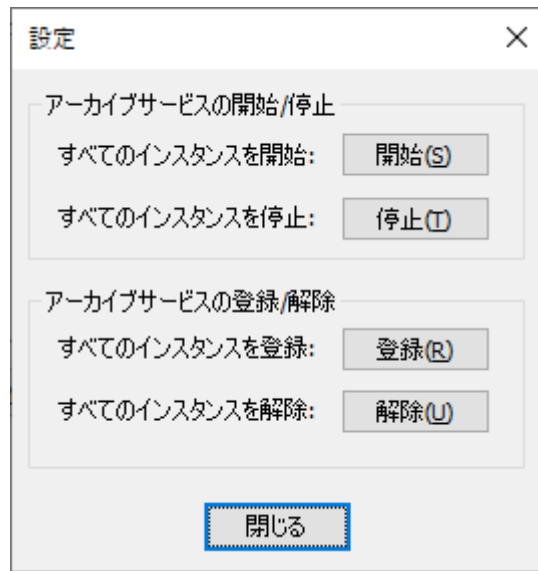 設定
アーカイブサービスの開始/停止
すべてのインスタンスを開始: 開始(S)
すべてのインスタンスを停止: 停止(T)
アーカイブサービスの登録/解除
すべてのインスタンスを登録: 登録(R)
すべてのインスタンスを解除: 解除(U)
閉じる